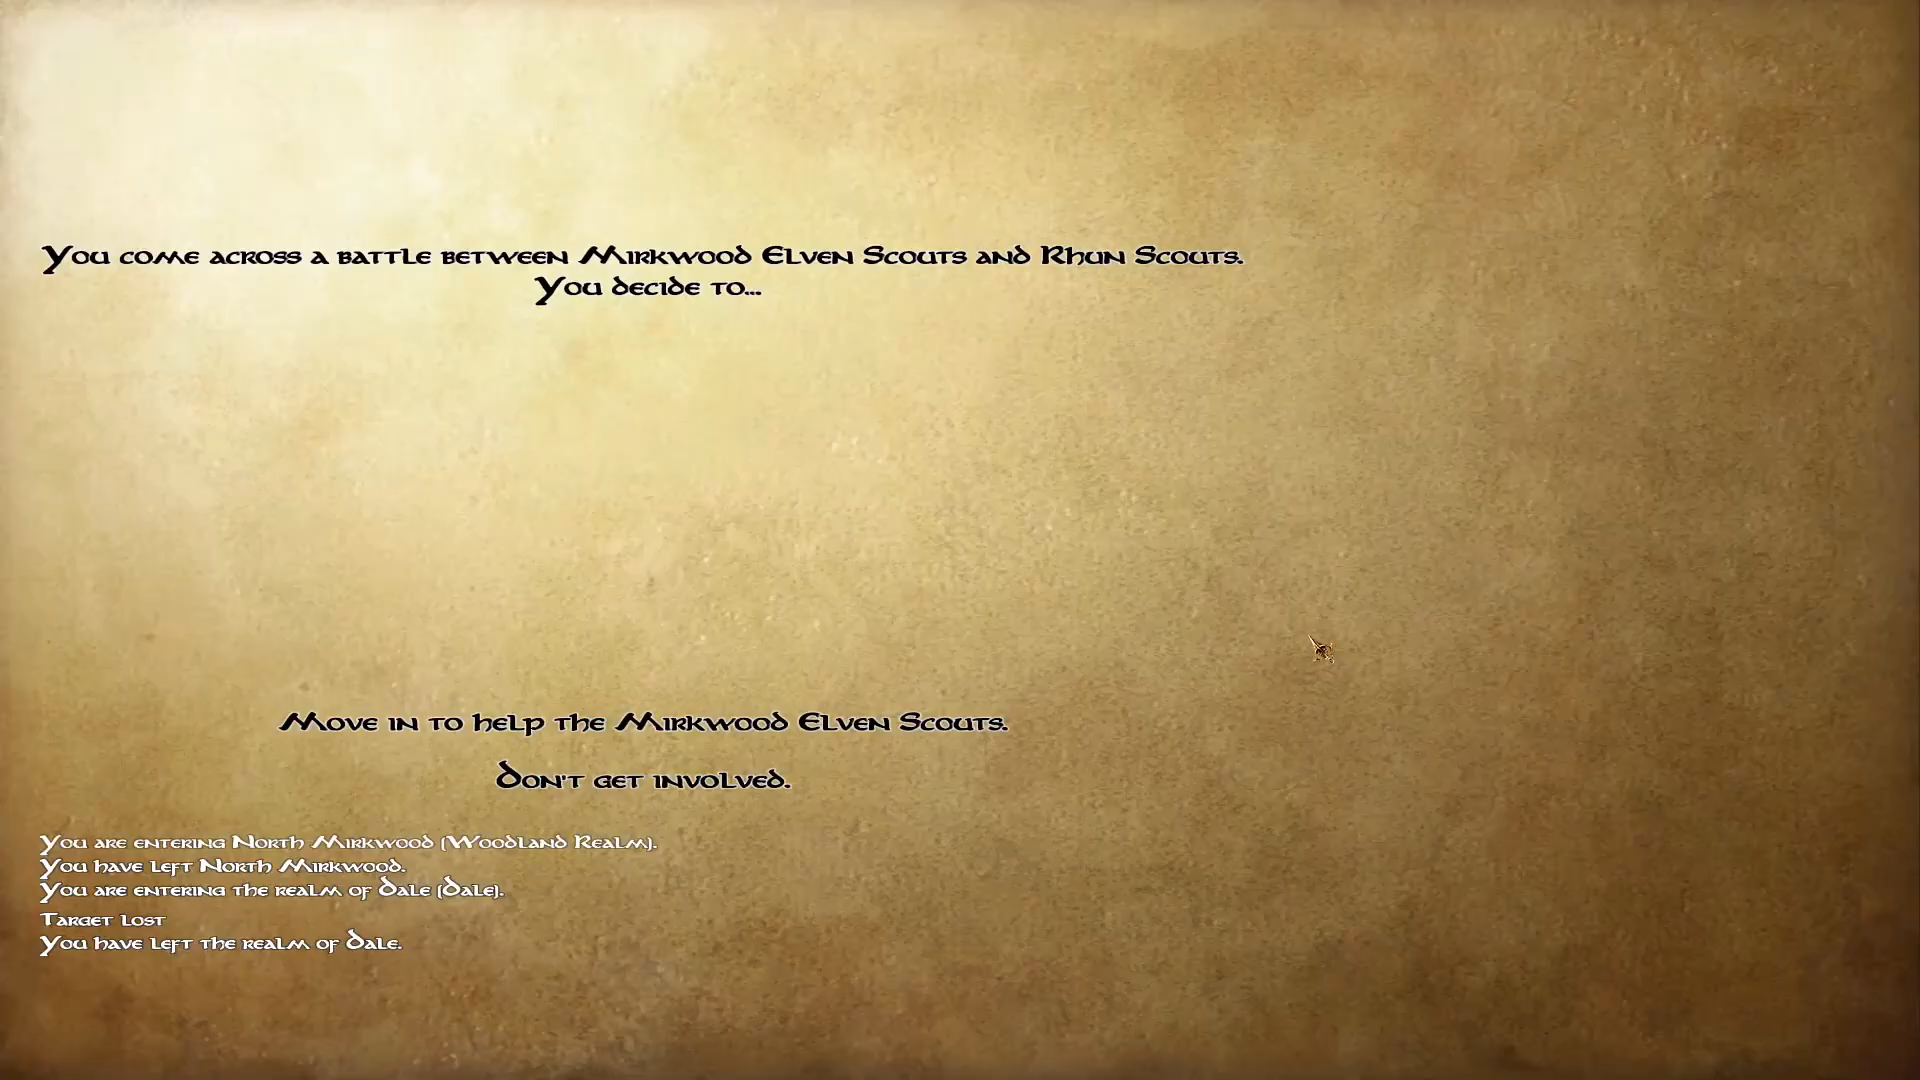 You come across a battle between Mirkwood Elven Scouts and Rhun Scouts.
You decide to...
Move in to help the Mirkwood Elven Scouts.
Don't get involved.
You are entering North Mirkwood (Woodland Realm).
You have left North Mirkwood.
You are entering the realm of Dale (Dale).
Target lost
You have left the realm of Dale.